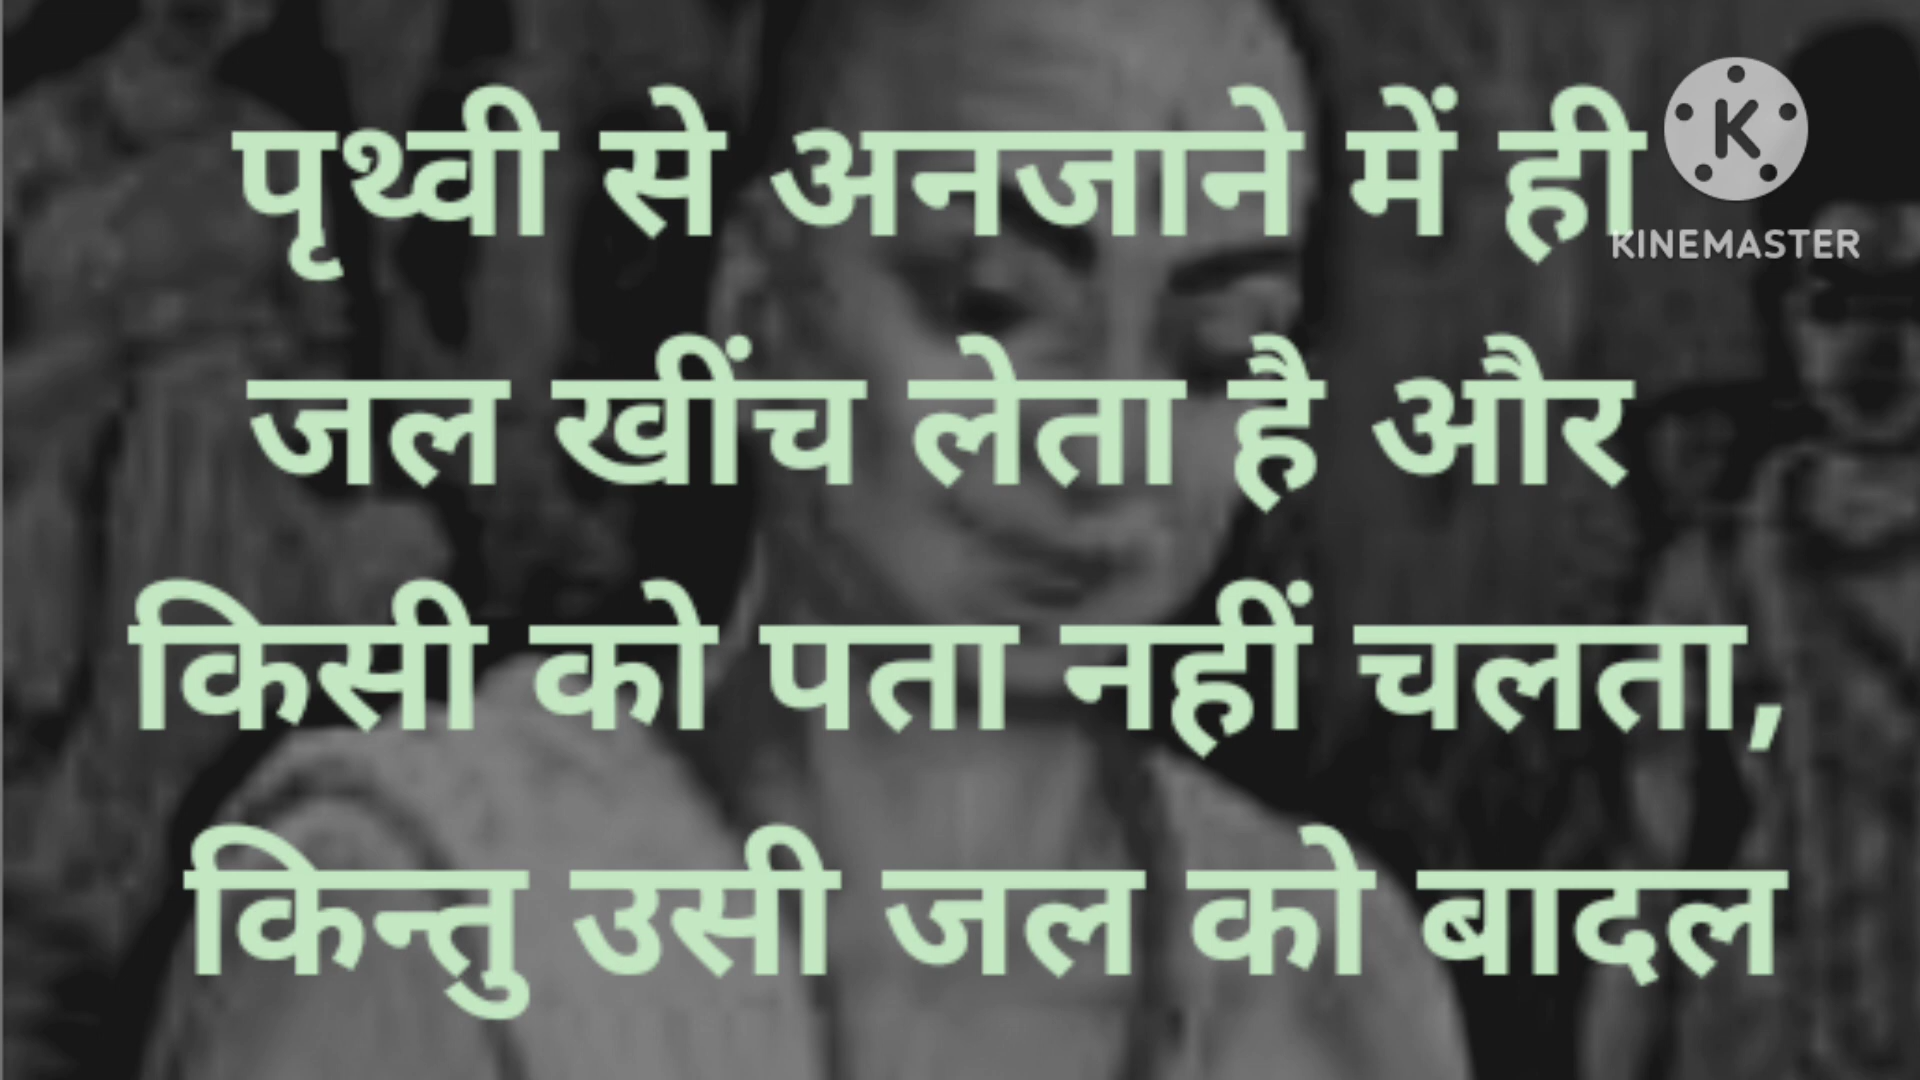 पृथ्वी से अनजाने में ही
जल खींच लेता है और
किसी को पता नहीं चलता,
किन्तु उसी जल को बादल
K
KINEMASTER